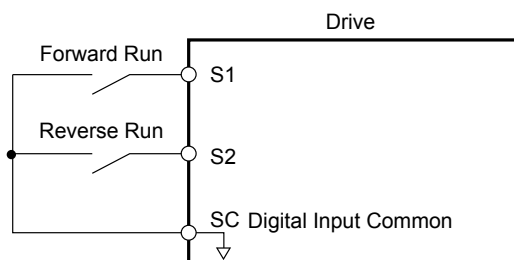 Drive
Forward Run
S1
Reverse Run
S2
SC Digital Input Common